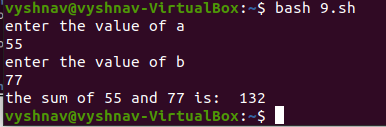 vyshnav@vyshnav-VirtualBox:~$ bash 9.sh
enter the value of a
55
enter the value of b
77
the sum of 55 and 77 is:  132
vyshnav@vyshnav-VirtualBox:~$